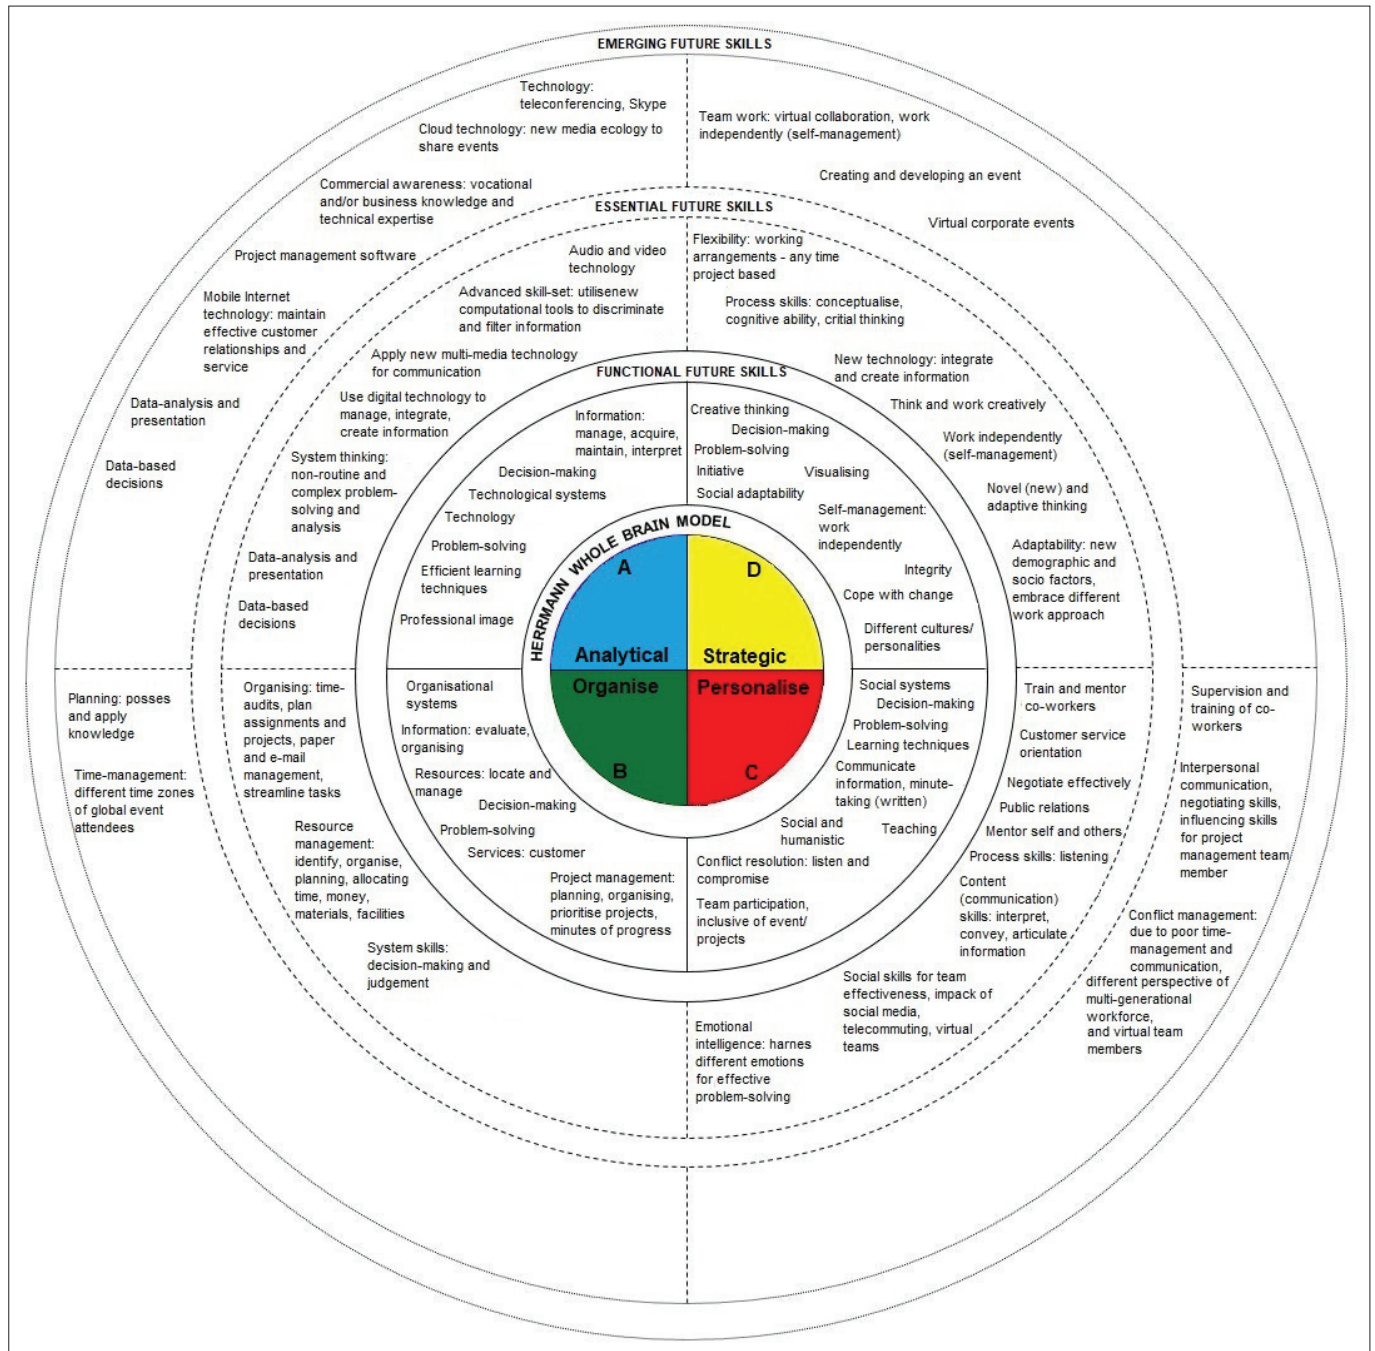 EMERGING FUTURE SKILLS
Technology:
teleconferencing, Skype
Cloud technology: new media ecology to
share events
Commercial awareness: vocational
and/or business knowledge and
technical expertise
Project management software
Mobile Internet
technology: maintain
effective customer
relationships and
service
Data-analysis and
presentation
Data-based
decisions
Team work: virtual collaboration, work
independently (self-management)
Creating and developing an event
Virtual corporate events
ESSENTIAL FUTURE SKILLS
Audio and video
technology
Advanced skill-set: utilisenew
computational tools to discriminate
and filter information
Apply new multi-media technology
for communication
Use digital technology to
manage, integrate,
create information
System thinking:
non-routine and
complex problem-
solving and
analysis
Data-analysis and
presentation
Data-based
decisions
Flexibility: working
arrangements - any time
project based
Process skills: conceptualise,
cognitive ability, critial thinking
New technology: integrate
and create information
Think and work creatively
Work independently
(self-management)
Novel (new) and
adaptive thinking
Adaptability: new
demographic and
socio factors,
embrace different
work approach
FUNCTIONAL FUTURE SKILLS
Information:
manage, acquire,
maintain, interpret
Decision-making
Technological systems
Technology
Problem-solving
Efficient learning
techniques
Professional image
Creative thinking
Decision-making
Problem-solving
Initiative
Visualising
Social adaptability
Self-management:
work
independently
Integrity
Cope with change
Different cultures/
personalities
HERRMANN WHOLE BRAIN MODEL
A
D
Analytical
Strategic
Organise
Personalise
B
C
Planning: posses
and apply
knowledge
Time-management:
different time zones
of global event
attendees
Organising: time-
audits, plan
assignments and
projects, paper
and e-mail
management,
streamline tasks
Resource
management:
identify, organise,
planning, allocating
time, money,
materials, facilities
System skills:
decision-making and
judgement
Organisational
systems
Information: evaluate,
organising
Resources: locate and
manage
Decision-making
Problem-solving
Services: customer
Project management:
planning, organising,
prioritise projects,
minutes of progress
Social systems
Decision-making
Problem-solving
Learning techniques
Communicate
information, minute-
taking (written)
Social and
humanistic
Teaching
Conflict resolution: listen and
compromise
Team participation,
inclusive of event/
projects
Train and mentor
co-workers
Customer service
orientation
Negotiate effectively
Public relations
Mentor self and others
Process skills: listening
Content
(communication)
skills: interpret,
convey, articulate
information
Social skills for team
effectiveness, impact of
social media,
telecommuting, virtual
teams
Emotional
intelligence: harnes
different emotions
for effective
problem-solving
Supervision and
training of co-
workers
Interpersonal
communication,
negotiating skills,
influencing skills
for project
management team
member
Conflict management:
due to poor time-
management and
communication,
different perspective of
multi-generational
workforce,
and virtual team
members